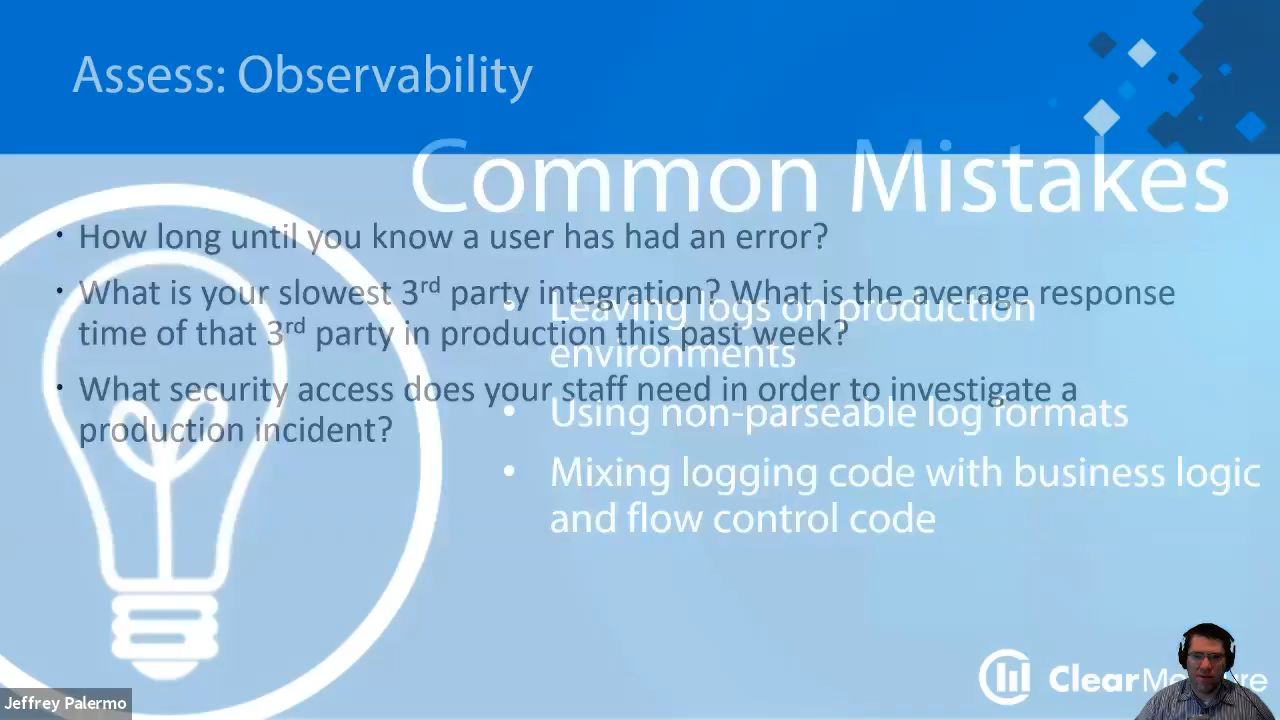 Assess: Observability
Common Mistakes
• How long until you know a user has had an error?
• What is your slowest 3rd party integration? What is the average response
time of that 3rd party in production this past week?
• What security access does your staff need in order to investigate a
production incident?
• Leaving logs on production
environments
• Using non-parseable log formats
• Mixing logging code with business logic
and flow control code
Clear
Jeffrey Palermo